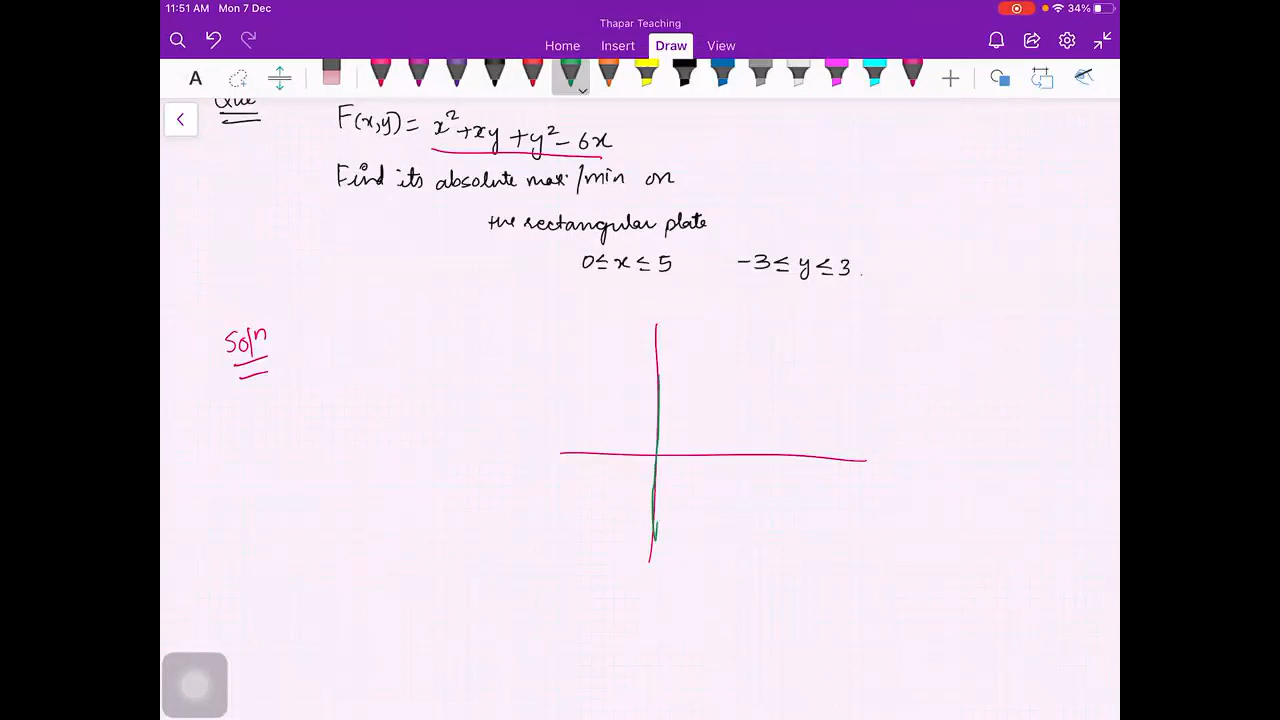 11:51 AM Mon 7 Dec
34%
Thapar Teaching
Home Insert Draw View
A
Que
F(x,y) = x² + xy + y² - 6x
Find its absolute max·/min on
the rectangular plate
0 ≤ x ≤ 5 -3 ≤ y ≤ 3.
Solⁿ